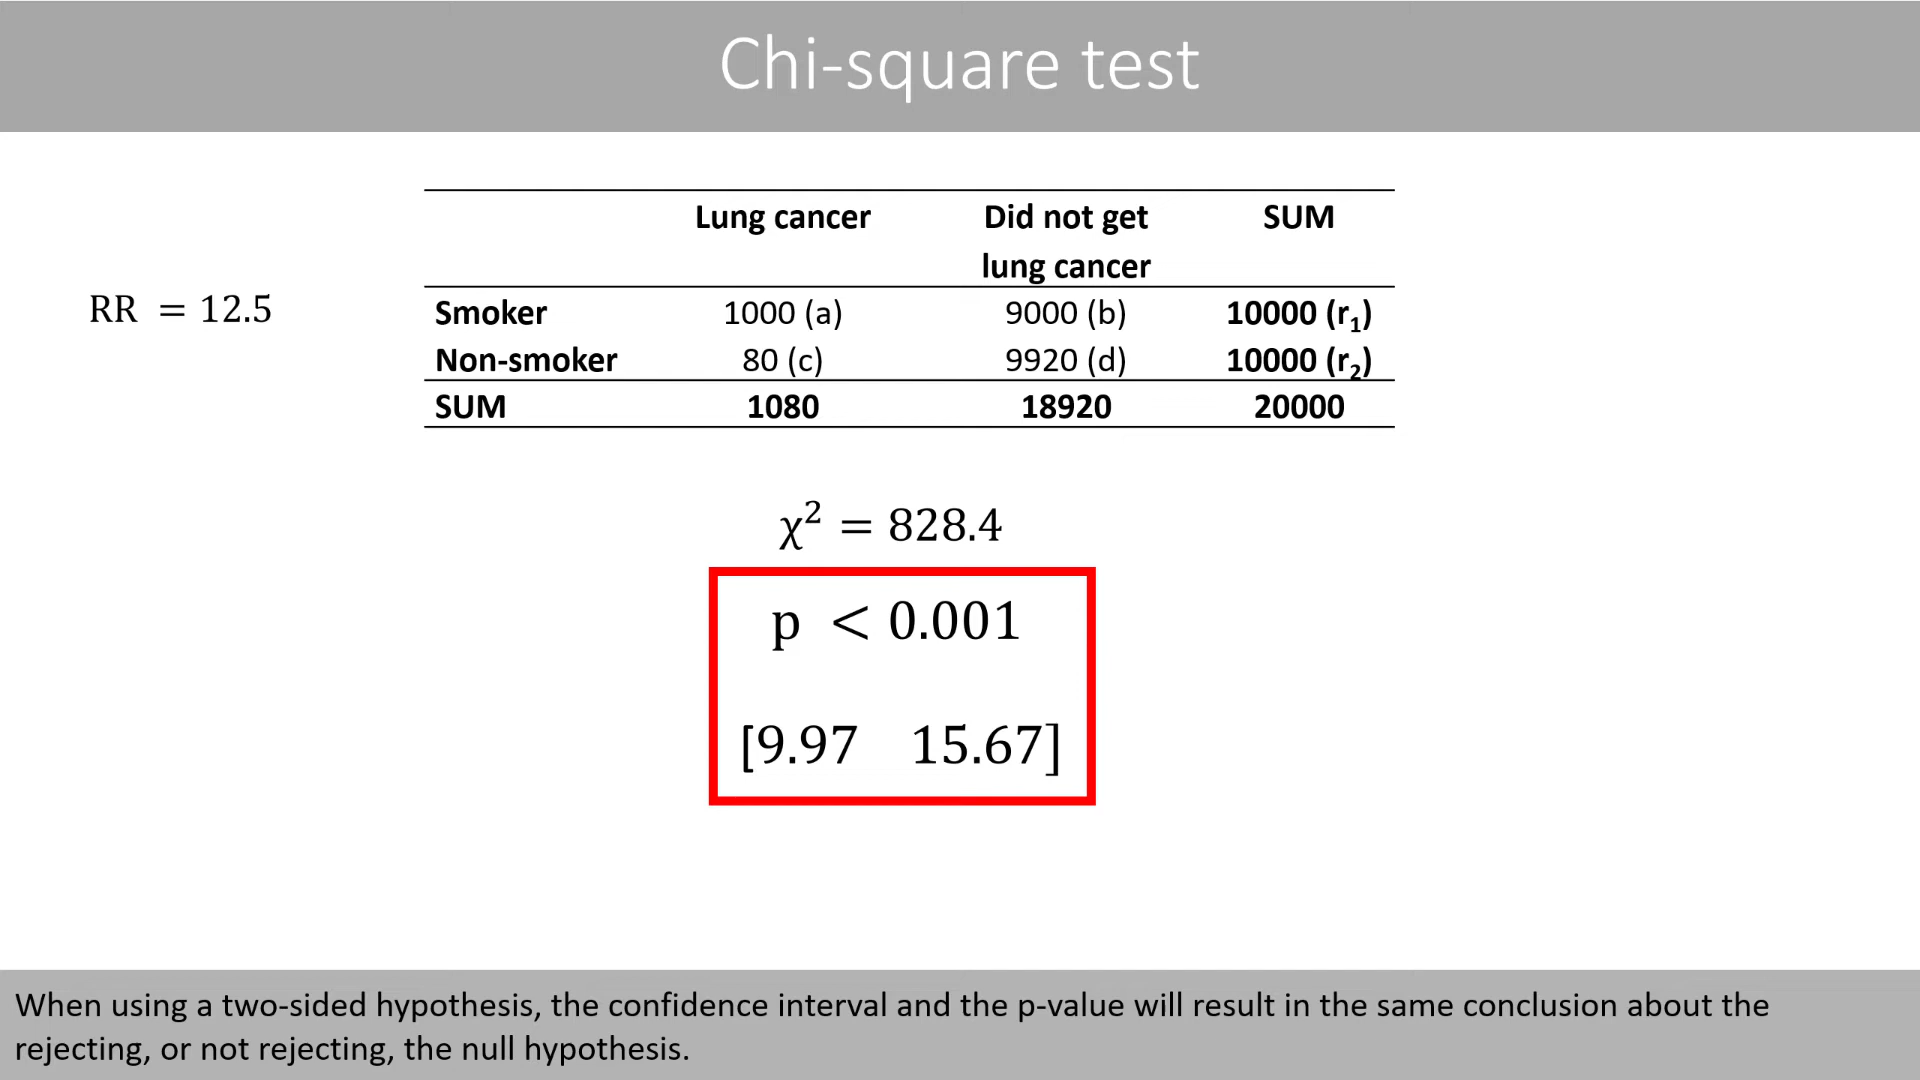 Chi-square test
Lung cancer Did not get SUM
lung cancer
RR = 12.5
Smoker 1000 (a) 9000 (b) 10000 (r₁)
Non-smoker 80 (c) 9920 (d) 10000 (r₂)
SUM 1080 18920 20000
χ² = 828.4
p < 0.001
[9.97 15.67]
When using a two-sided hypothesis, the confidence interval and the p-value will result in the same conclusion about the
rejecting, or not rejecting, the null hypothesis.